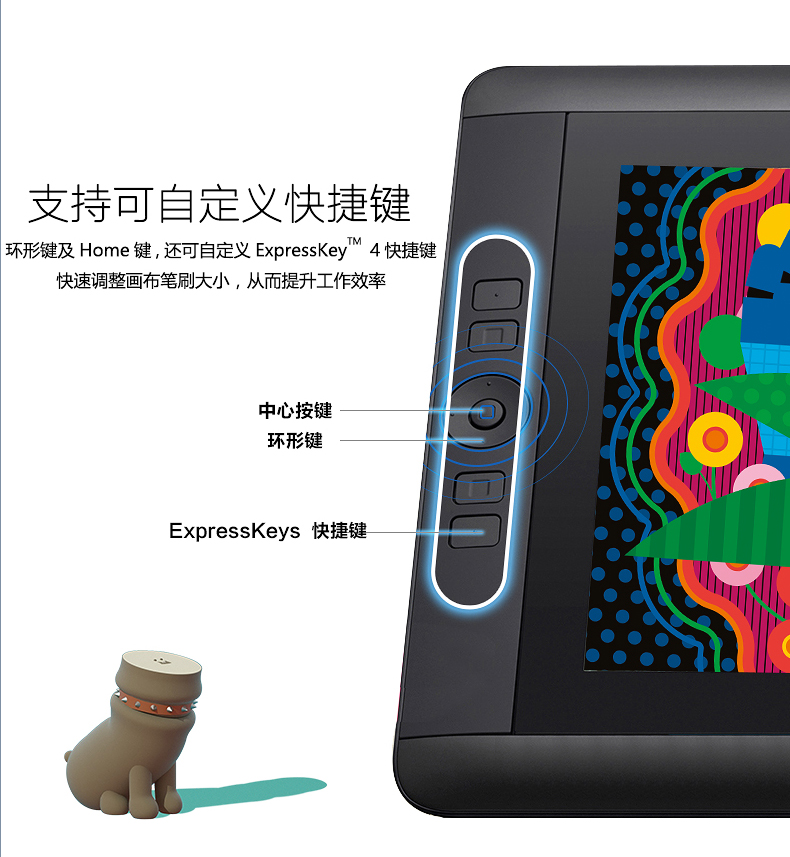 支持可自定义快捷键
环形键及 Home 键，还可自定义 ExpressKey™ 4 快捷键
快速调整画布笔刷大小，从而提升工作效率
中心按键
环形键
ExpressKeys 快捷键